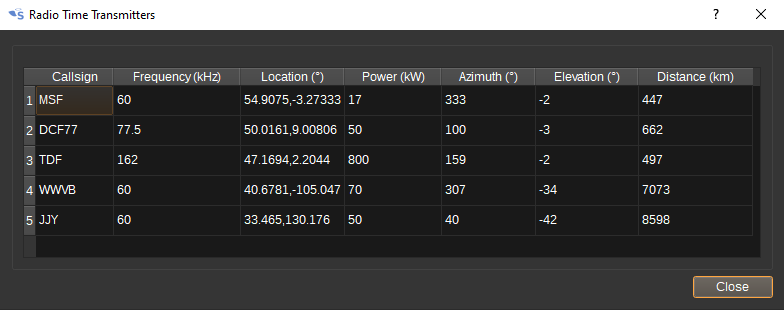 Radio Time Transmitters
Callsign Frequency (kHz) Location (°) Power (kW) Azimuth (°) Elevation (°) Distance (km)
1 MSF 60 54.9075,-3.27333 17 333 -2 447
2 DCF77 77.5 50.0161,9.00806 50 100 -3 662
3 TDF 162 47.1694,2.2044 800 159 -2 497
4 WWVB 60 40.6781,-105.047 70 307 -34 7073
5 JJY 60 33.465,130.176 50 40 -42 8598
Close